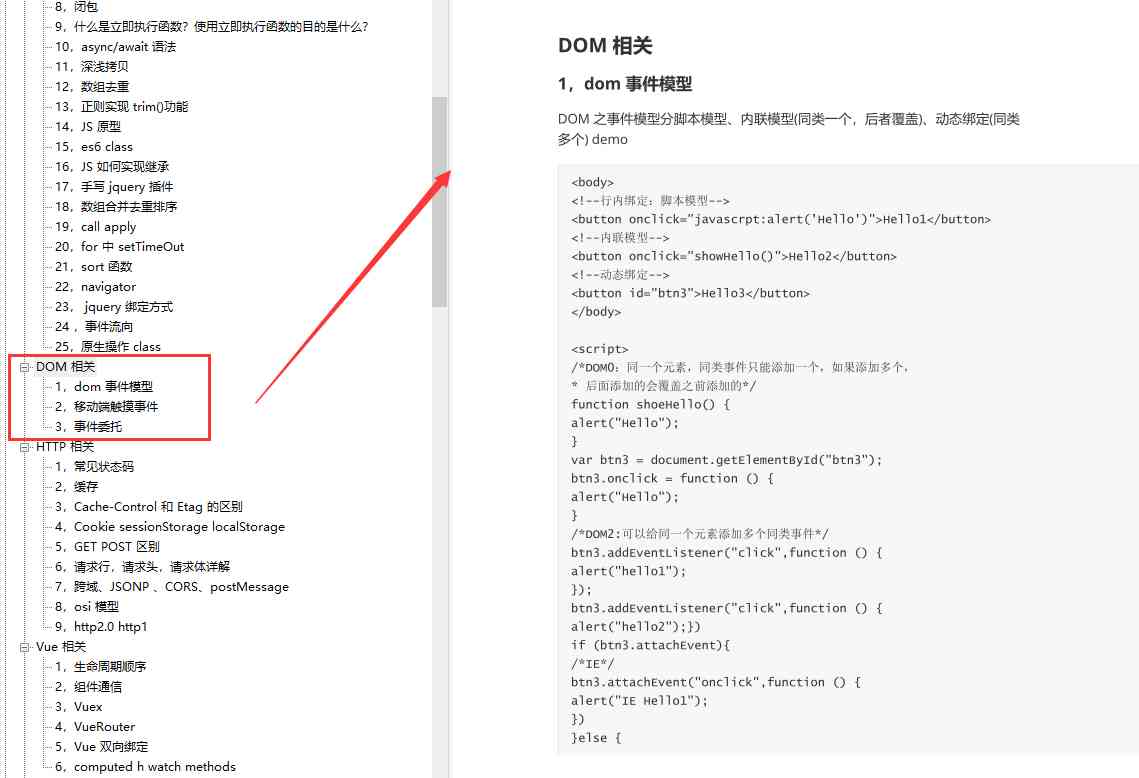 8，闭包
9，什么是立即执行函数？使用立即执行函数的目的是什么？
10，async/await 语法
11，深浅拷贝
12，数组去重
13，正则实现 trim()功能
14，JS 原型
15，es6 class
16，JS 如何实现继承
17，手写 jquery 插件
18，数组合并去重排序
19，call apply
20，for 中 setTimeOut
21，sort 函数
22，navigator
23， jquery 绑定方式
24 ，事件流向
25，原生操作 class
DOM 相关
1，dom 事件模型
2，移动端触摸事件
3，事件委托
HTTP 相关
1，常见状态码
2，缓存
3，Cache-Control 和 Etag 的区别
4，Cookie sessionStorage localStorage
5，GET POST 区别
6，请求行，请求头，请求体详解
7，跨域、JSONP 、CORS、postMessage
8，osi 模型
9，http2.0 http1
Vue 相关
1，生命周期顺序
2，组件通信
3，Vuex
4，VueRouter
5，Vue 双向绑定
6，computed h watch methods
DOM 相关
1，dom 事件模型
DOM 之事件模型分脚本模型、内联模型(同类一个，后者覆盖)、动态绑定(同类
多个) demo
<body>
<!--行内绑定：脚本模型-->
<button onclick="javascrpt:alert('Hello')">Hello1</button>
<!--内联模型-->
<button onclick="showHello()">Hello2</button>
<!--动态绑定-->
<button id="btn3">Hello3</button>
</body>
<script>
/*DOM0：同一个元素，同类事件只能添加一个，如果添加多个，
* 后面添加的会覆盖之前添加的*/
function shoeHello() {
alert("Hello");
}
var btn3 = document.getElementById("btn3");
btn3.onclick = function () {
alert("Hello");
}
/*DOM2:可以给同一个元素添加多个同类事件*/
btn3.addEventListener("click",function () {
alert("hello1");
});
btn3.addEventListener("click",function () {
alert("hello2");})
if (btn3.attachEvent){
/*IE*/
btn3.attachEvent("onclick",function () {
alert("IE Hello1");
})
}else {